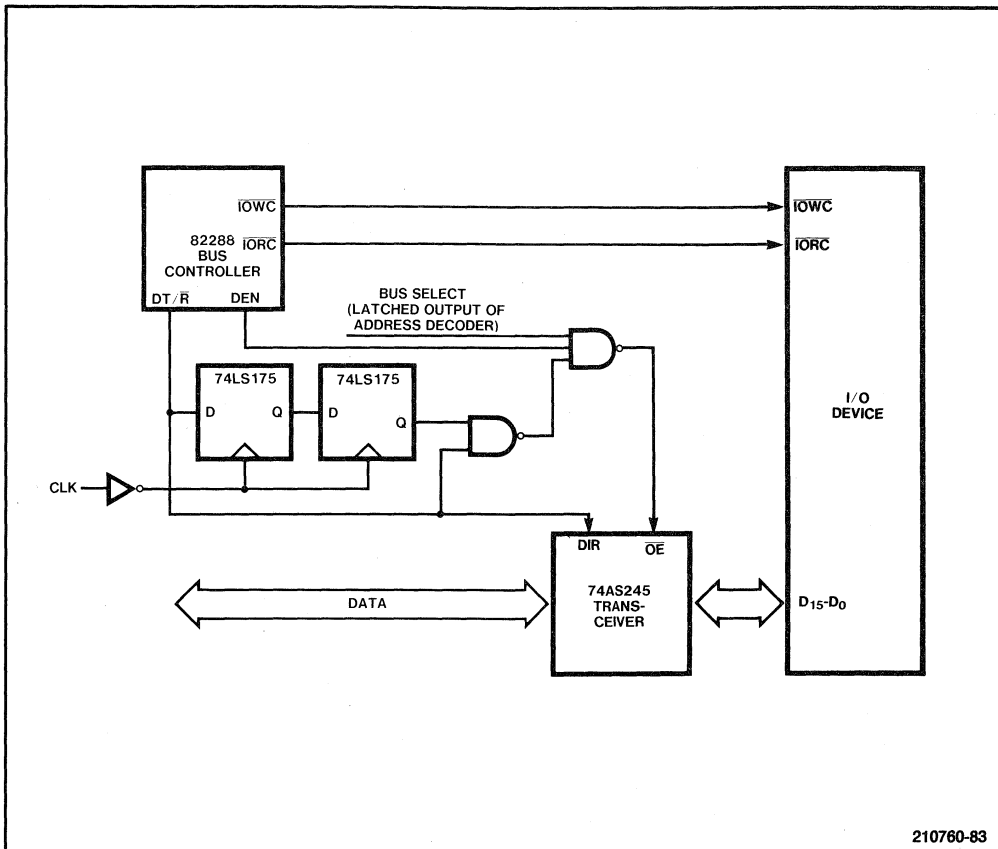 IOWC
82288 IORC
BUS
CONTROLLER
DT/R DEN
IOWC
IORC
BUS SELECT
(LATCHED OUTPUT OF
ADDRESS DECODER)
74LS175
D Q
74LS175
D
Q
I/O
DEVICE
CLK
DIR OE
74AS245
TRANS-
CEIVER
DATA
D15-D0
210760-83